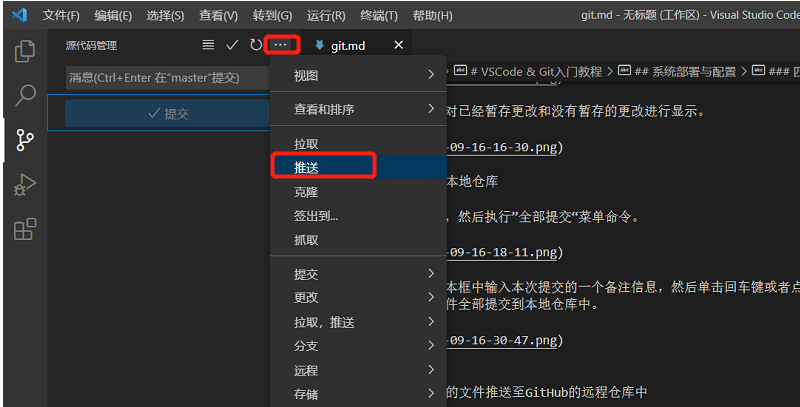 文件(F) 编辑(E) 选择(S) 查看(V) 转到(G) 运行(R) 终端(T) 帮助(H) git.md - 无标题 (工作区) - Visual Studio Code
源代码管理 git.md
消息(Ctrl+Enter 在"master"提交)
提交
视图
查看和排序
拉取
推送
克隆
签出到...
抓取
提交
更改
拉取，推送
分支
远程
存储
# VSCode & Git入门教程 > ## 系统部署与配置 > ### 四
对已经暂存更改和没有暂存的更改进行显示。
-09-16-16-30.png)
本地仓库
，然后执行”全部提交“菜单命令。
-09-16-18-11.png)
本框中输入本次提交的一个备注信息，然后单击回车键或者点
件全部提交到本地仓库中。
-09-16-30-47.png)
的文件推送至GitHub的远程仓库中